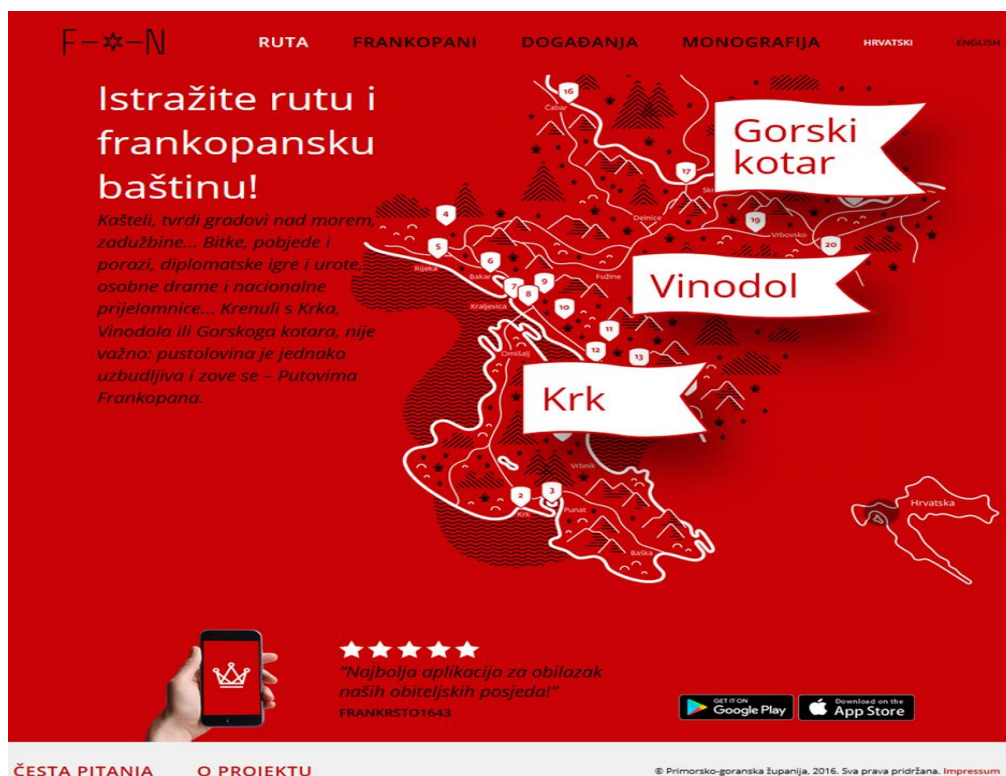 F–N
RUTA FRANKOPANI DOGAĐANJA MONOGRAFIJA HRVATSKI ENGLISH
Istražite rutu i
frankopansku
baštinu!
Kašteli, tvrdi gradovi nad morem,
zadužbine... Bitke, pobjede i
porazi, diplomatske igre i urote,
osobne drame i nacionalne
prijelomnice... Krenuli s Krka,
Vinodola ili Gorskoga kotara, nije
važno: pustolovina je jednako
uzbudljiva i zove se – Putovima
Frankopana.
16
Čabar
Gorski
kotar
17
Delnice
19
Vrbovsko
20
4
5
Rijeka
6
Bakar
7
8
9
Fužine
Vinodol
Kraljevica
10
11
12
13
Omišalj
Krk
Vrbnik
2
3
Krk
Punat
Baška
Hrvatska
"Najbolja aplikacija za obilazak
naših obiteljskih posjeda!"
FRANKRSTO1643
GET IT ON
Google Play
Download on the
App Store
ČESTA PITANJA O PROJEKTU
© Primorsko-goranska županija, 2016. Sva prava pridržana. Impressum